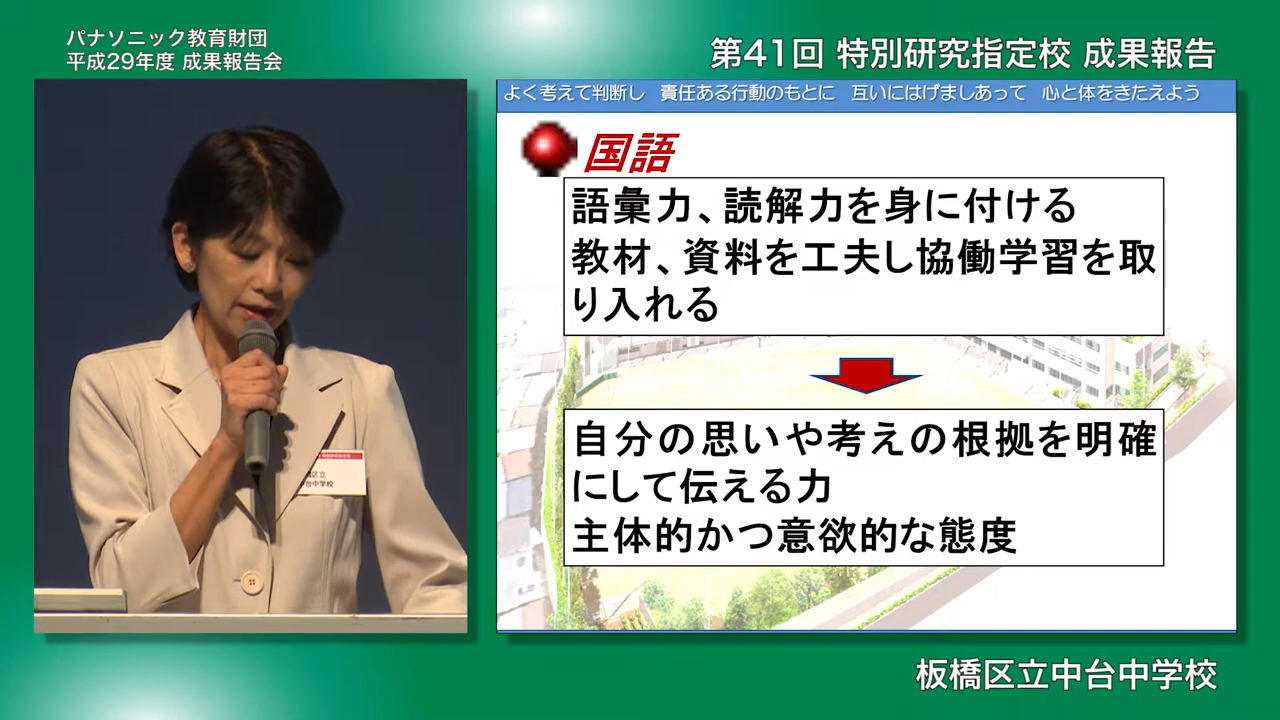 パナソニック教育財団
平成29年度 成果報告会
第41回 特別研究指定校 成果報告
よく考えて判断し 責任ある行動のもとに 互いにはげましあって 心と体をきたえよう
国語
語彙力、読解力を身に付ける
教材、資料を工夫し協働学習を取
り入れる
自分の思いや考えの根拠を明確
にして伝える力
主体的かつ意欲的な態度
橋区立
台中学校
板橋区立中台中学校